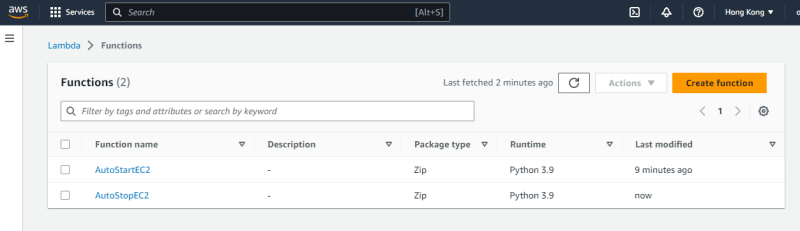 aws Services Search [Alt+S] Hong Kong
Lambda Functions
Functions (2) Last fetched 2 minutes ago Actions Create function
Filter by tags and attributes or search by keyword 1
Function name Description Package type Runtime Last modified
AutoStartEC2 - Zip Python 3.9 9 minutes ago
AutoStopEC2 - Zip Python 3.9 now